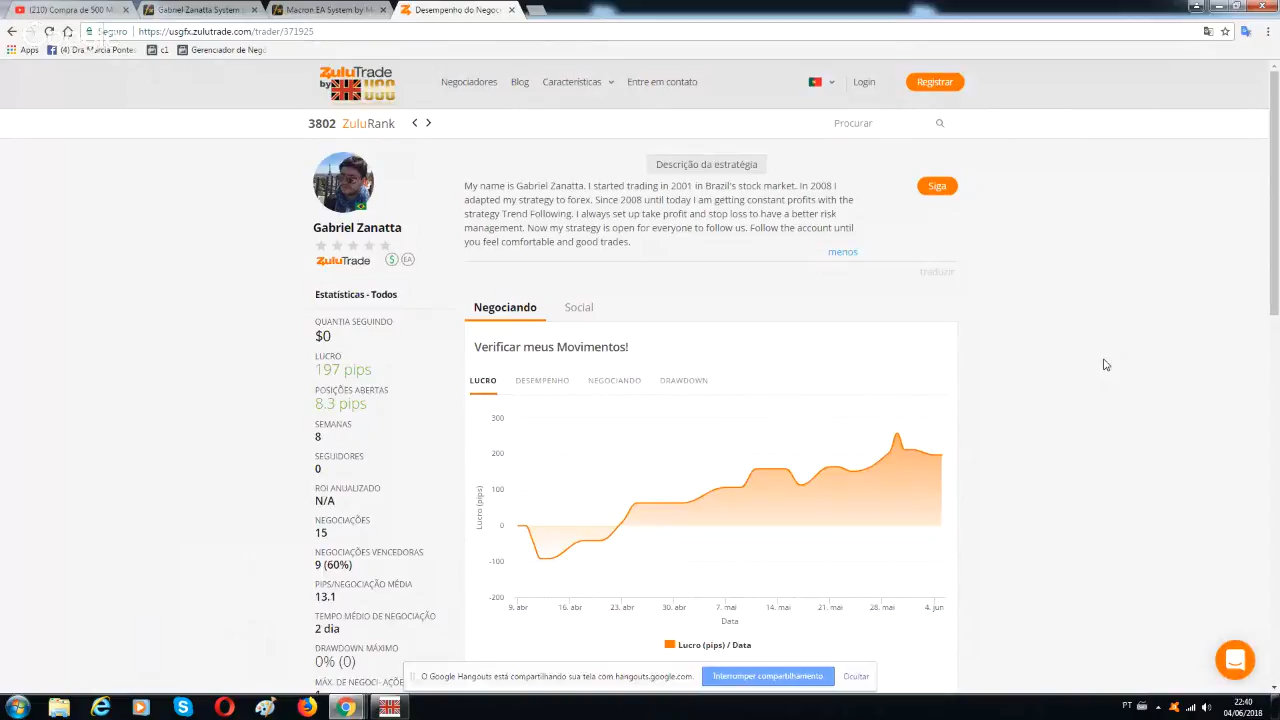 (210) Compra de 500 M
Gabriel Zanatta System
Macron EA System by M
Desempenho do Negoc
Seguro
https://usgfx.zulutrade.com/trader/371925
Apps
(4) Dra Marcia Pontes
c1
Gerenciador de Neg
ZuluTrade
by USG
Negociadores
Blog
Características
Entre em contato
Login
Registrar
3802 ZuluRank
Procurar
Descrição da estratégia
My name is Gabriel Zanatta. I started trading in 2001 in Brazil's stock market. In 2008 I
adapted my strategy to forex. Since 2008 until today I am getting constant profits with the
strategy Trend Following. I always set up take profit and stop loss to have a better risk
management. Now my strategy is open for everyone to follow us. Follow the account until
you feel comfortable and good trades.
menos
traduzir
Siga
Gabriel Zanatta
ZuluTrade
$
EA
Estatísticas - Todos
QUANTIA SEGUINDO
$0
LUCRO
197 pips
POSIÇÕES ABERTAS
8.3 pips
SEMANAS
8
SEGUIDORES
0
ROI ANUALIZADO
N/A
NEGOCIAÇÕES
15
NEGOCIAÇÕES VENCEDORAS
9 (60%)
PIPS/NEGOCIAÇÃO MÉDIA
13.1
TEMPO MÉDIO DE NEGOCIAÇÃO
2 dia
DRAWDOWN MÁXIMO
0% (0)
MÁX. DE NEGOCI- AÇÕE
Negociando
Social
Verificar meus Movimentos!
LUCRO
DESEMPENHO
NEGOCIANDO
DRAWDOWN
300
200
100
0
-100
-200
Lucro (pips)
9. abr
16. abr
23. abr
30. abr
7. mai
14. mai
21. mai
28. mai
4. jun
Data
Lucro (pips) / Data
O Google Hangouts está compartilhando sua tela com hangouts.google.com.
Interromper compartilhamento
Ocultar
PT
22:40
04/06/2018